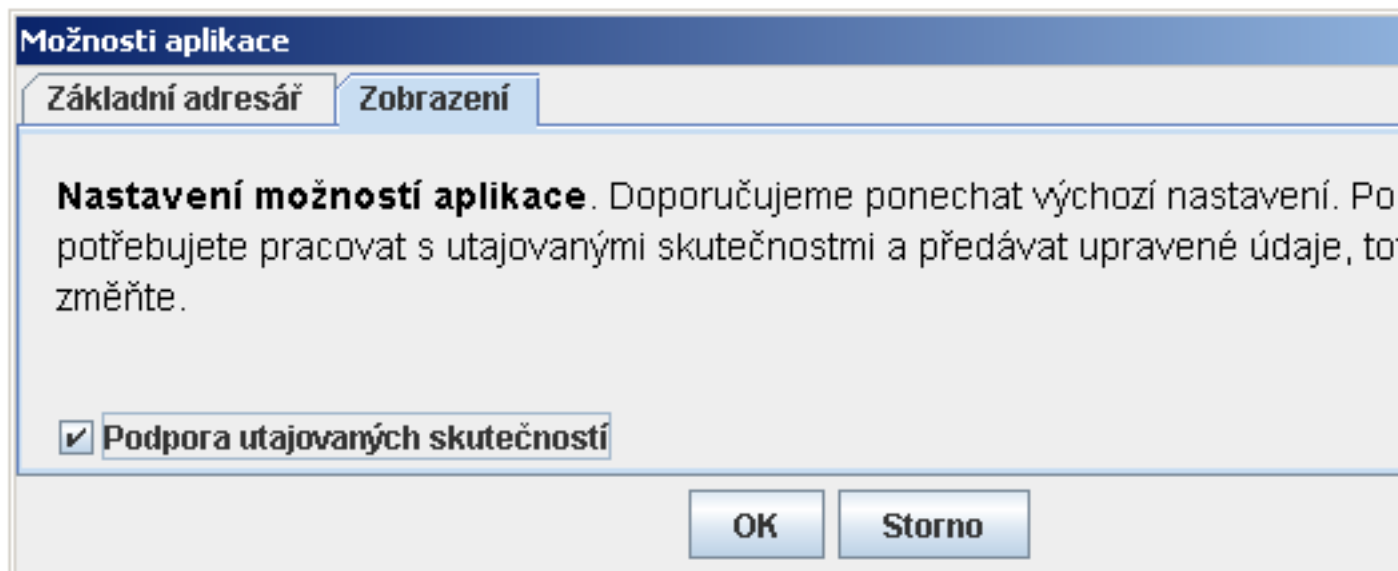 Možnosti aplikace
Základní adresář Zobrazení
Nastavení možností aplikace. Doporučujeme ponechat výchozí nastavení. Po
potřebujete pracovat s utajovanými skutečnostmi a předávat upravené údaje, to
změňte.
Podpora utajovaných skutečností
OK Storno